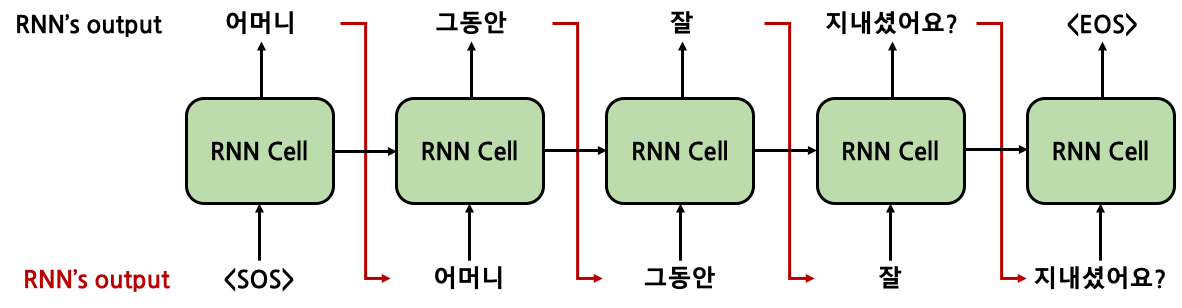 RNN's output 어머니 그동안 잘 지내셨어요? <EOS>
RNN Cell RNN Cell RNN Cell RNN Cell RNN Cell
RNN's output <SOS> 어머니 그동안 잘 지내셨어요?